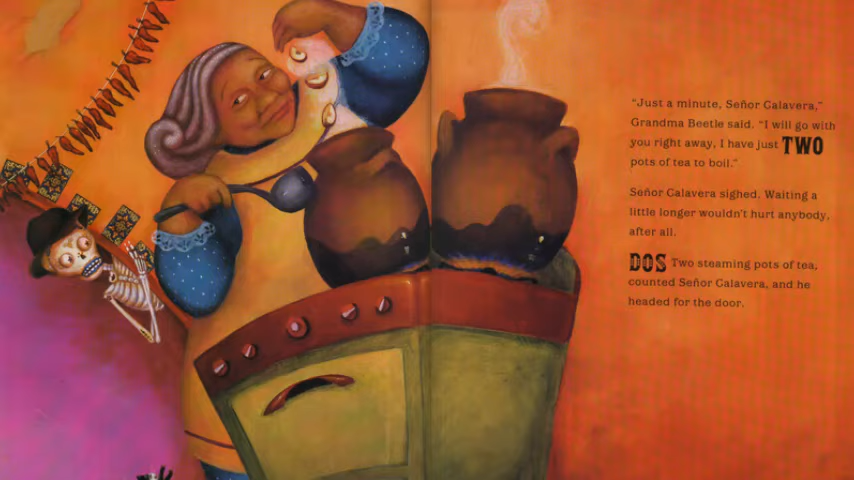 “Just a minute, Señor Calavera,”
Grandma Beetle said. “I will go with
you right away, I have just TWO
pots of tea to boil.”
Señor Calavera sighed. Waiting a
little longer wouldn’t hurt anybody,
after all.
DOS Two steaming pots of tea,
counted Señor Calavera, and he
headed for the door.